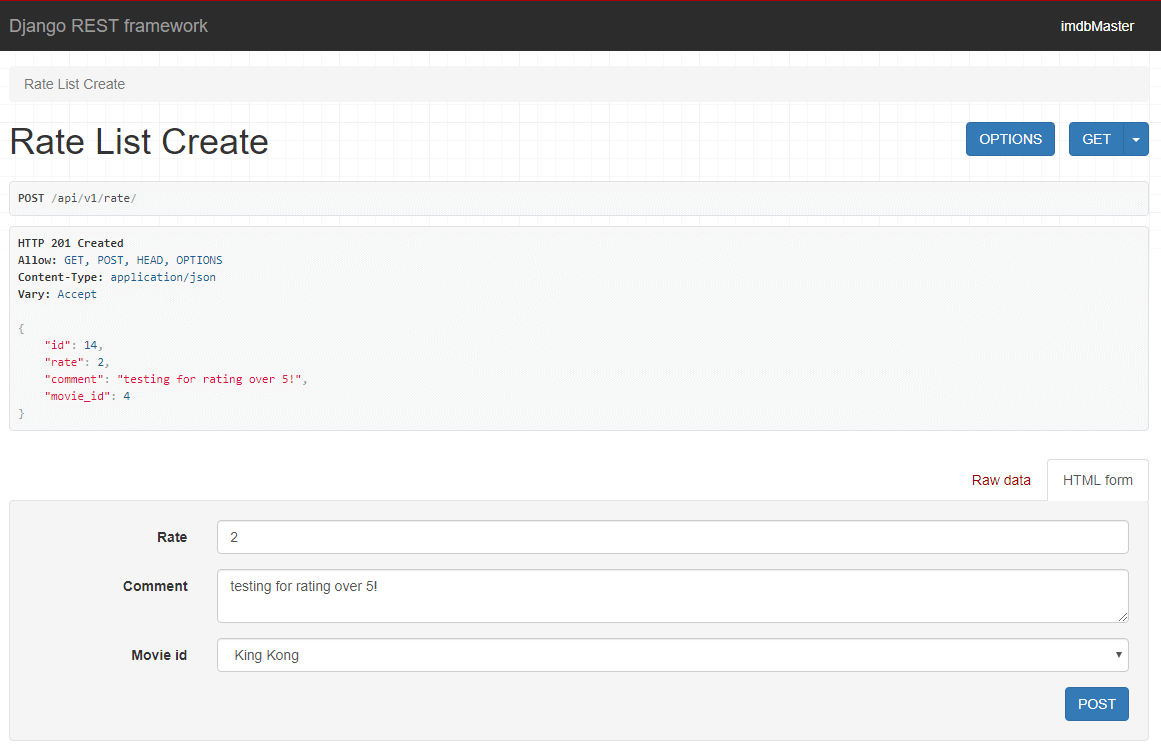 Django REST framework
imdbMaster
Rate List Create
Rate List Create
OPTIONS
GET
POST /api/v1/rate/
HTTP 201 Created
Allow: GET, POST, HEAD, OPTIONS
Content-Type: application/json
Vary: Accept
{
    "id": 14,
    "rate": 2,
    "comment": "testing for rating over 5!",
    "movie_id": 4
}
Raw data
HTML form
Rate
2
Comment
testing for rating over 5!
Movie id
King Kong
POST